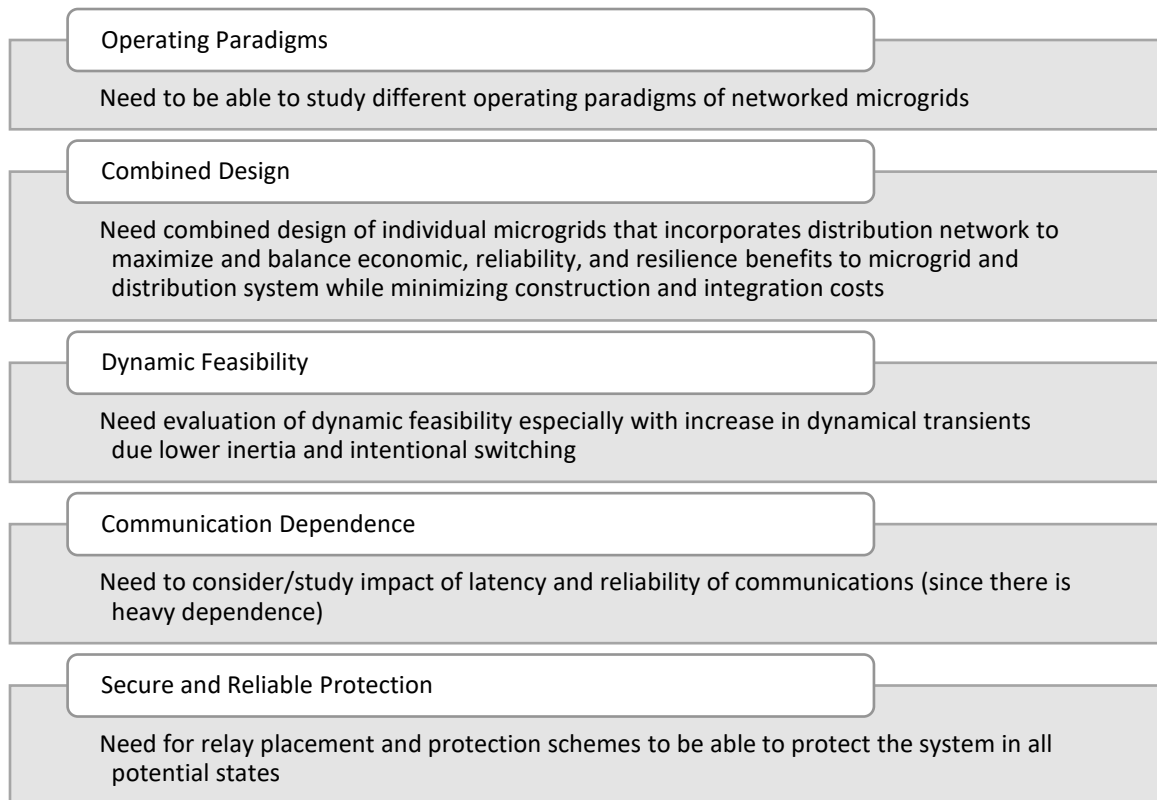 Operating Paradigms
Need to be able to study different operating paradigms of networked microgrids
Combined Design
Need combined design of individual microgrids that incorporates distribution network to
maximize and balance economic, reliability, and resilience benefits to microgrid and
distribution system while minimizing construction and integration costs
Dynamic Feasibility
Need evaluation of dynamic feasibility especially with increase in dynamical transients
due lower inertia and intentional switching
Communication Dependence
Need to consider/study impact of latency and reliability of communications (since there is
heavy dependence)
Secure and Reliable Protection
Need for relay placement and protection schemes to be able to protect the system in all
potential states